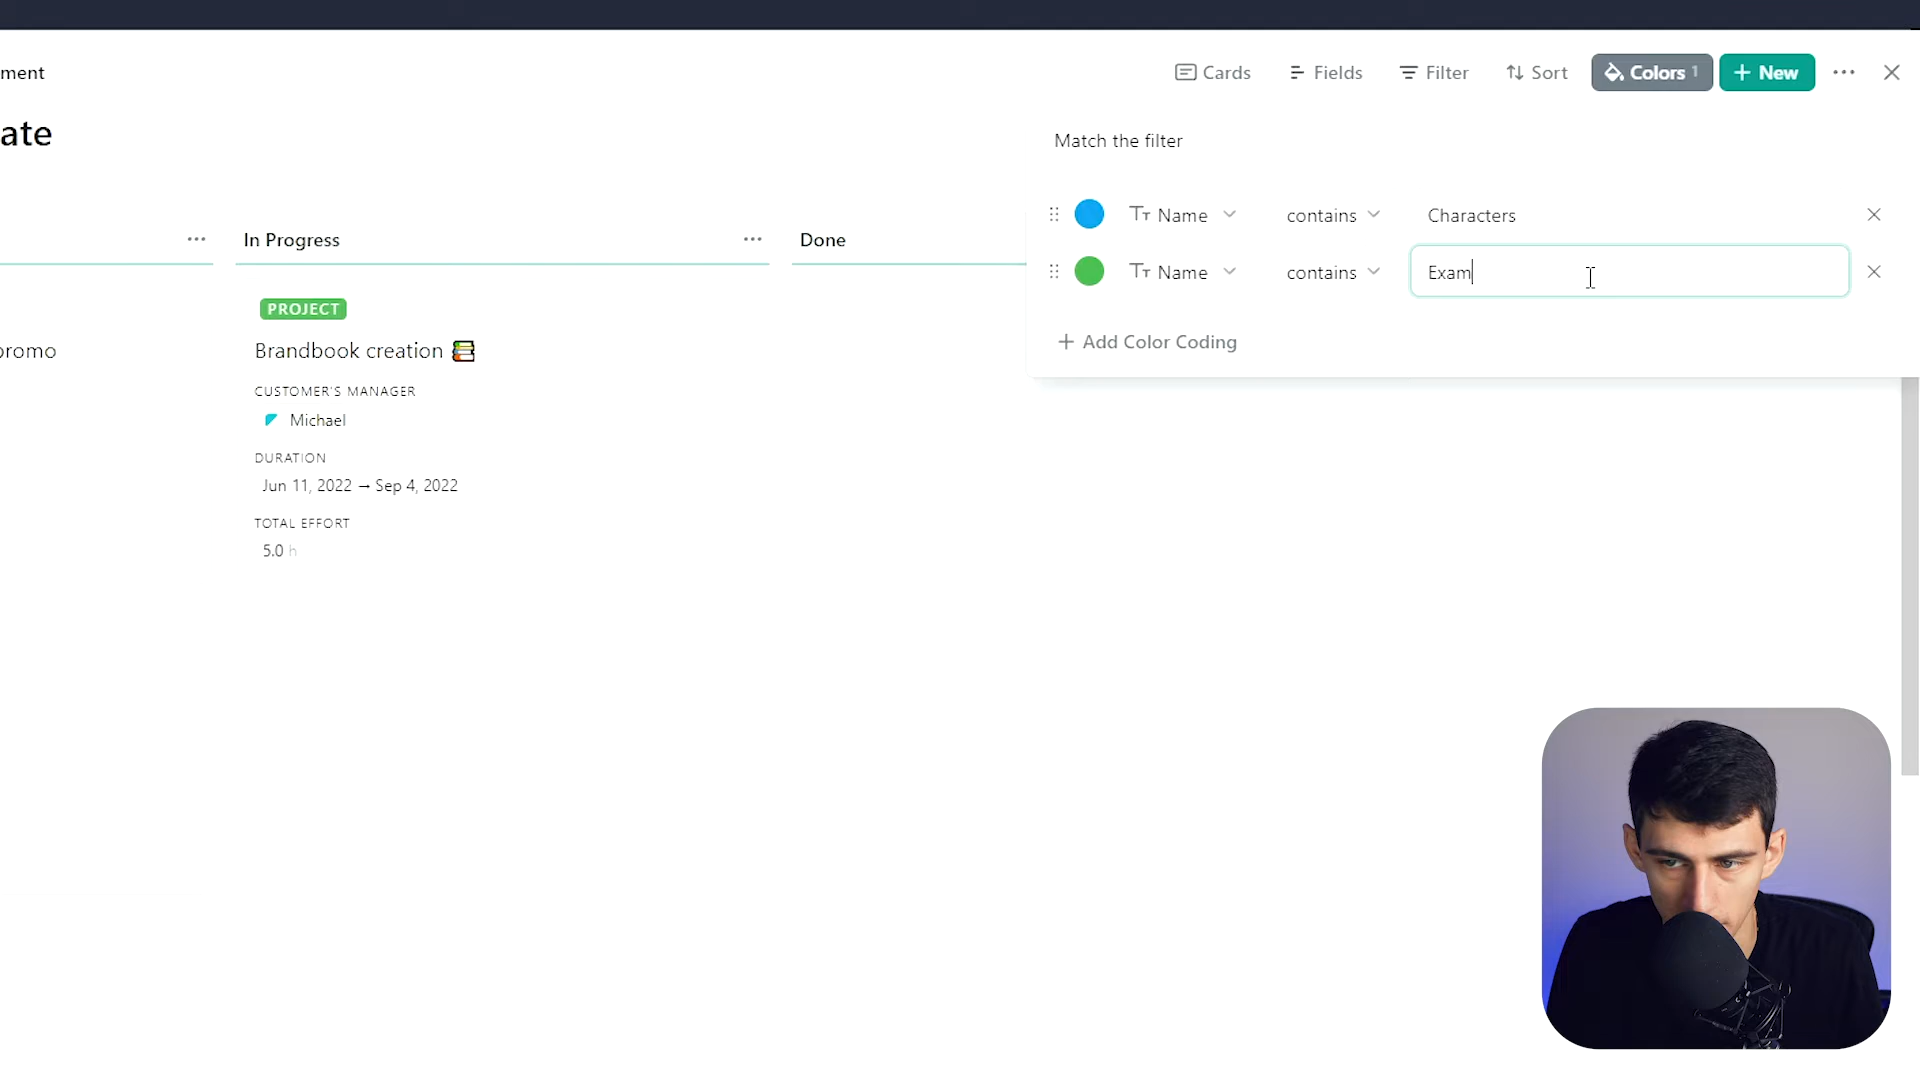 ment
Cards Fields Filter Sort Colors 1 + New
ate
Match the filter
Name contains Characters
Name contains Exam
+ Add Color Coding
In Progress
Done
PROJECT
promo
Brandbook creation
CUSTOMER'S MANAGER
Michael
DURATION
Jun 11, 2022 → Sep 4, 2022
TOTAL EFFORT
5.0 h